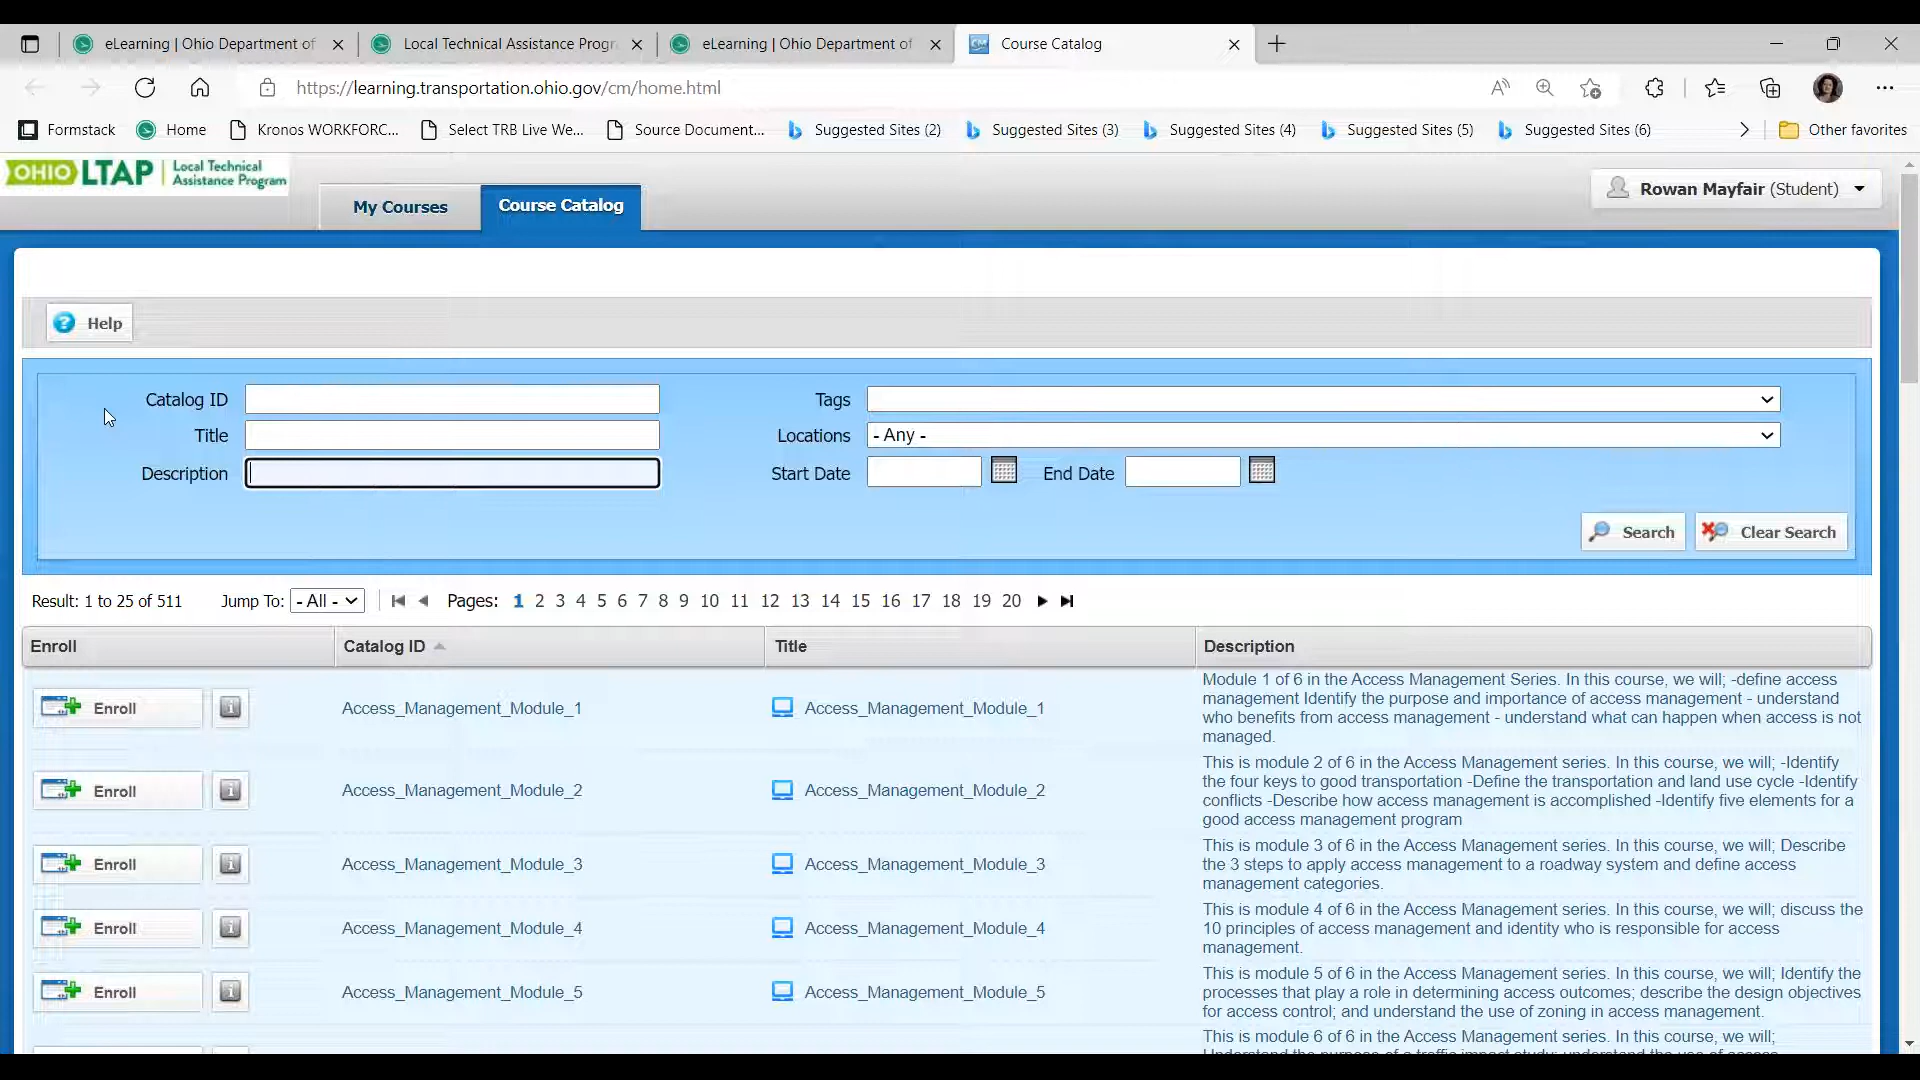 eLearning | Ohio Department of
Local Technical Assistance Progr
eLearning | Ohio Department of
Course Catalog
https://learning.transportation.ohio.gov/cm/home.html
Formstack
Home
Kronos WORKFORC...
Select TRB Live We...
Source Document...
Suggested Sites (2)
Suggested Sites (3)
Suggested Sites (4)
Suggested Sites (5)
Suggested Sites (6)
Other favorites
OHIO LTAP
Local Technical
Assistance Program
My Courses
Course Catalog
Rowan Mayfair (Student)
Help
Catalog ID
Tags
Title
Locations
- Any -
Description
Start Date
End Date
Search
Clear Search
Result: 1 to 25 of 511
Jump To:
- All -
Pages: 1 2 3 4 5 6 7 8 9 10 11 12 13 14 15 16 17 18 19 20
Enroll
Catalog ID
Title
Description
Enroll
Access_Management_Module_1
Access_Management_Module_1
Module 1 of 6 in the Access Management Series. In this course, we will; -define access
management Identify the purpose and importance of access management - understand
who benefits from access management - understand what can happen when access is not
managed.
Enroll
Access_Management_Module_2
Access_Management_Module_2
This is module 2 of 6 in the Access Management series. In this course, we will; -Identify
the four keys to good transportation -Define the transportation and land use cycle -Identify
conflicts -Describe how access management is accomplished -Identify five elements for a
good access management program
Enroll
Access_Management_Module_3
Access_Management_Module_3
This is module 3 of 6 in the Access Management series. In this course, we will; Describe
the 3 steps to apply access management to a roadway system and define access
management categories.
Enroll
Access_Management_Module_4
Access_Management_Module_4
This is module 4 of 6 in the Access Management series. In this course, we will; discuss the
10 principles of access management and identity who is responsible for access
management.
Enroll
Access_Management_Module_5
Access_Management_Module_5
This is module 5 of 6 in the Access Management series. In this course, we will; Identify the
processes that play a role in determining access outcomes; describe the design objectives
for access control; and understand the use of zoning in access management.
This is module 6 of 6 in the Access Management series. In this course, we will;